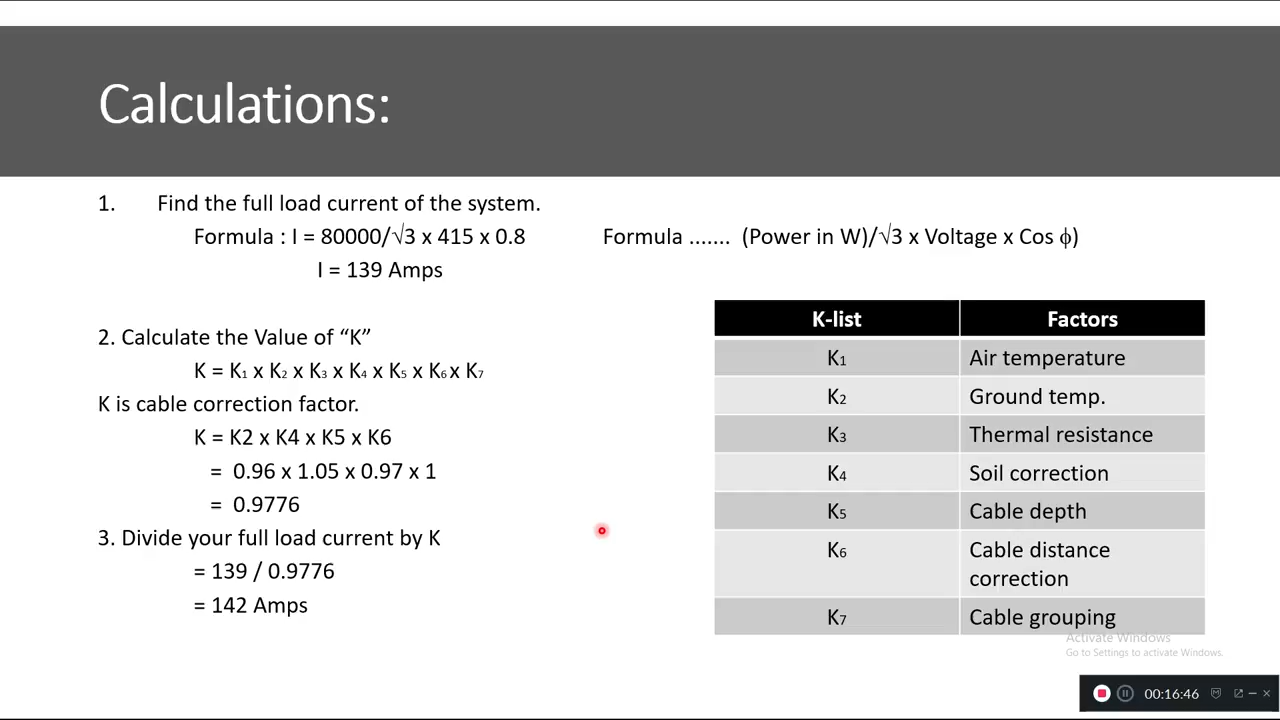 Calculations:
1. Find the full load current of the system.
Formula : I = 80000/√3 x 415 x 0.8 Formula ....... (Power in W)/√3 x Voltage x Cos ϕ)
I = 139 Amps
2. Calculate the Value of “K”
K = K₁ x K₂ x K₃ x K₄ x K₅ x K₆ x K₇
K is cable correction factor.
K = K2 x K4 x K5 x K6
= 0.96 x 1.05 x 0.97 x 1
= 0.9776
3. Divide your full load current by K
= 139 / 0.9776
= 142 Amps
K-list Factors
K₁ Air temperature
K₂ Ground temp.
K₃ Thermal resistance
K₄ Soil correction
K₅ Cable depth
K₆ Cable distance
correction
K₇ Cable grouping
Activate Windows
Go to Settings to activate Windows.
00:16:46